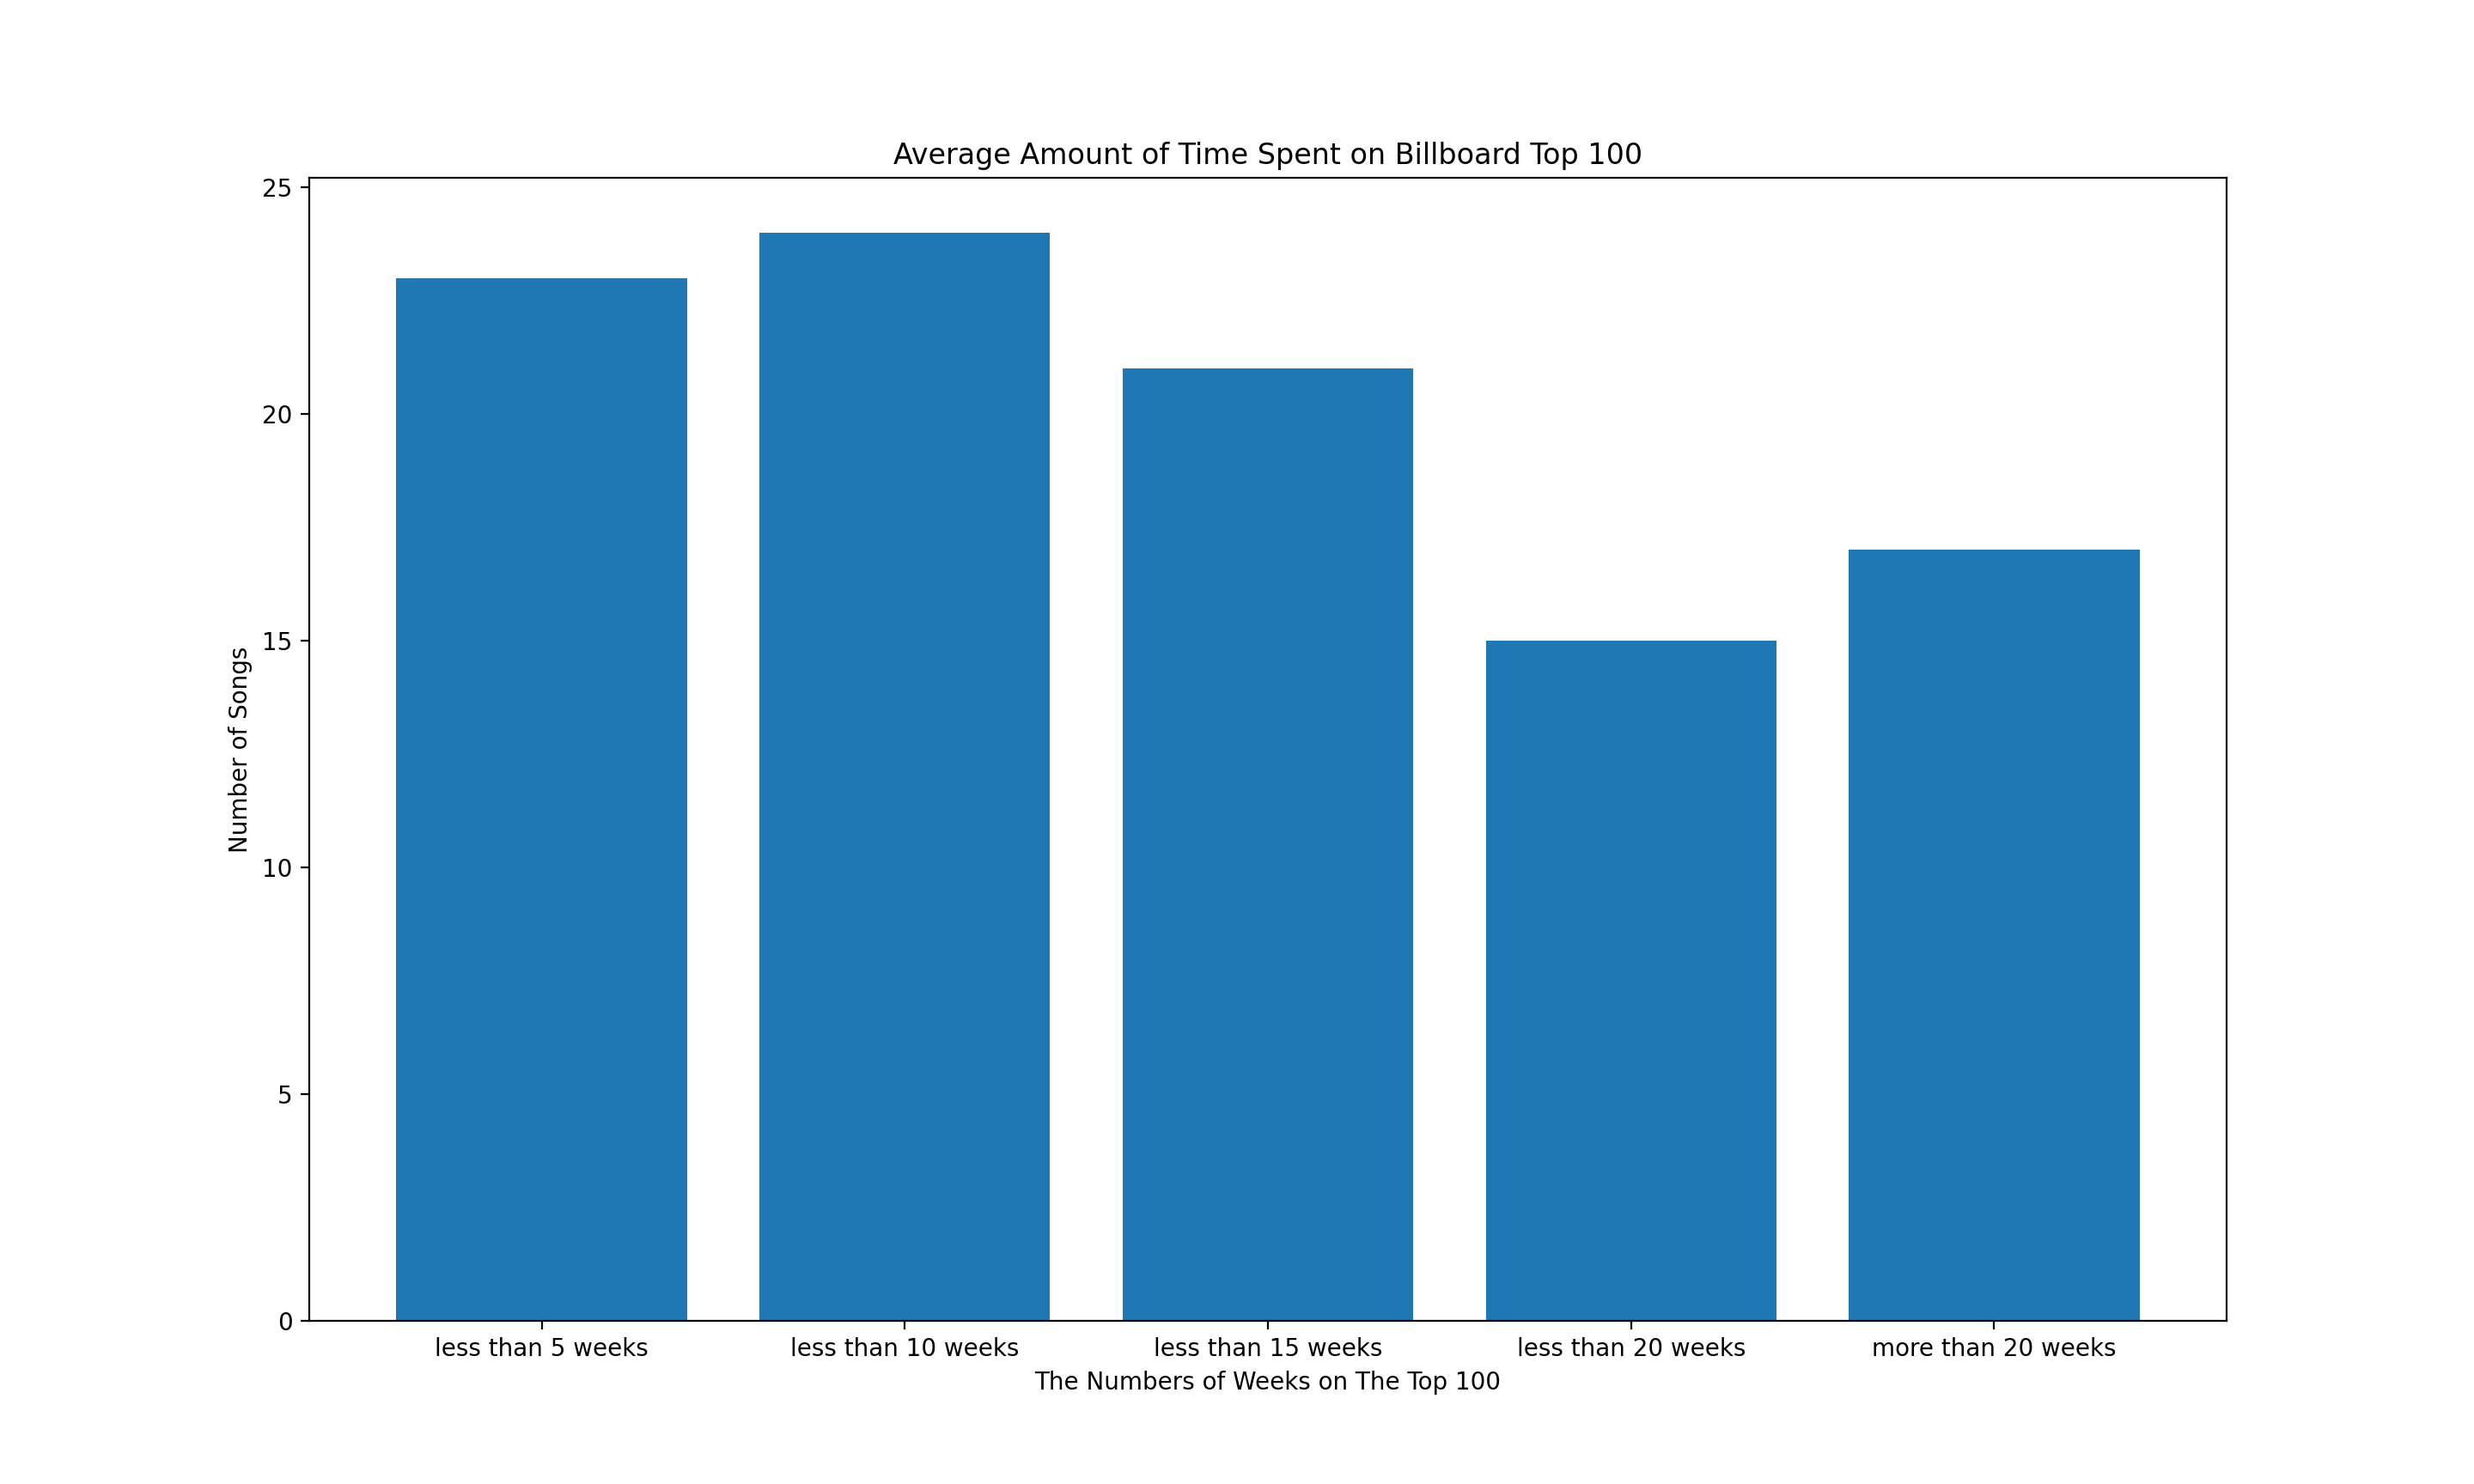 Average Amount of Time Spent on Billboard Top 100
25
20
15
10
5
0
Number of Songs
less than 5 weeks
less than 10 weeks
less than 15 weeks
less than 20 weeks
more than 20 weeks
The Numbers of Weeks on The Top 100